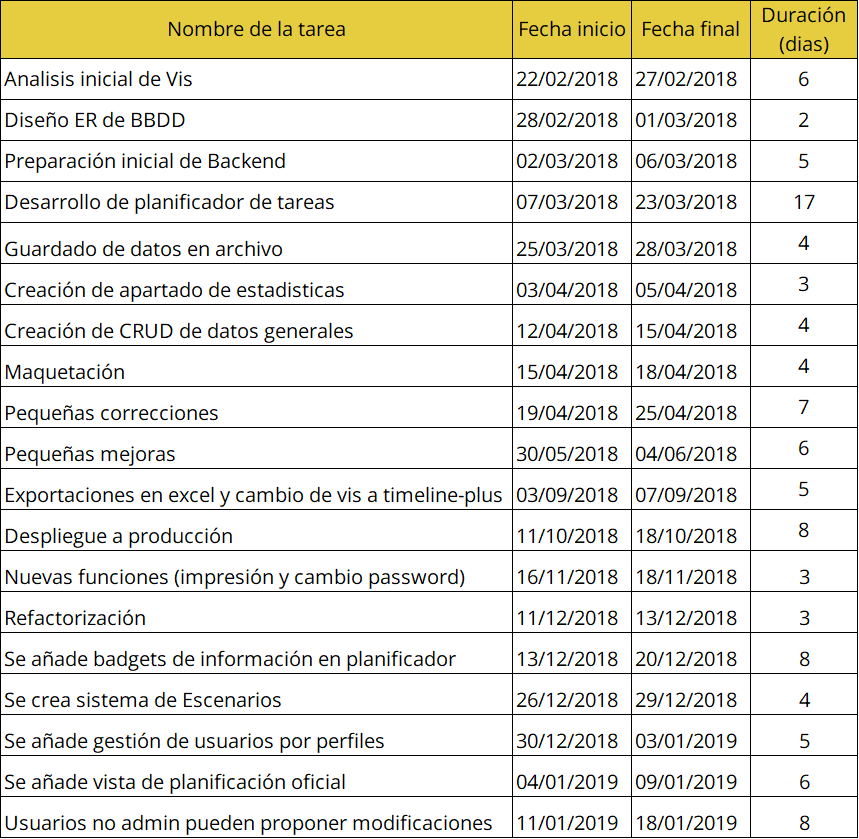 Nombre de la tarea Fecha inicio Fecha final Duración (dias)
Analisis inicial de Vis 22/02/2018 27/02/2018 6
Diseño ER de BBDD 28/02/2018 01/03/2018 2
Preparación inicial de Backend 02/03/2018 06/03/2018 5
Desarrollo de planificador de tareas 07/03/2018 23/03/2018 17
Guardado de datos en archivo 25/03/2018 28/03/2018 4
Creación de apartado de estadisticas 03/04/2018 05/04/2018 3
Creación de CRUD de datos generales 12/04/2018 15/04/2018 4
Maquetación 15/04/2018 18/04/2018 4
Pequeñas correcciones 19/04/2018 25/04/2018 7
Pequeñas mejoras 30/05/2018 04/06/2018 6
Exportaciones en excel y cambio de vis a timeline-plus 03/09/2018 07/09/2018 5
Despliegue a producción 11/10/2018 18/10/2018 8
Nuevas funciones (impresión y cambio password) 16/11/2018 18/11/2018 3
Refactorización 11/12/2018 13/12/2018 3
Se añade badgets de información en planificador 13/12/2018 20/12/2018 8
Se crea sistema de Escenarios 26/12/2018 29/12/2018 4
Se añade gestión de usuarios por perfiles 30/12/2018 03/01/2019 5
Se añade vista de planificación oficial 04/01/2019 09/01/2019 6
Usuarios no admin pueden proponer modificaciones 11/01/2019 18/01/2019 8